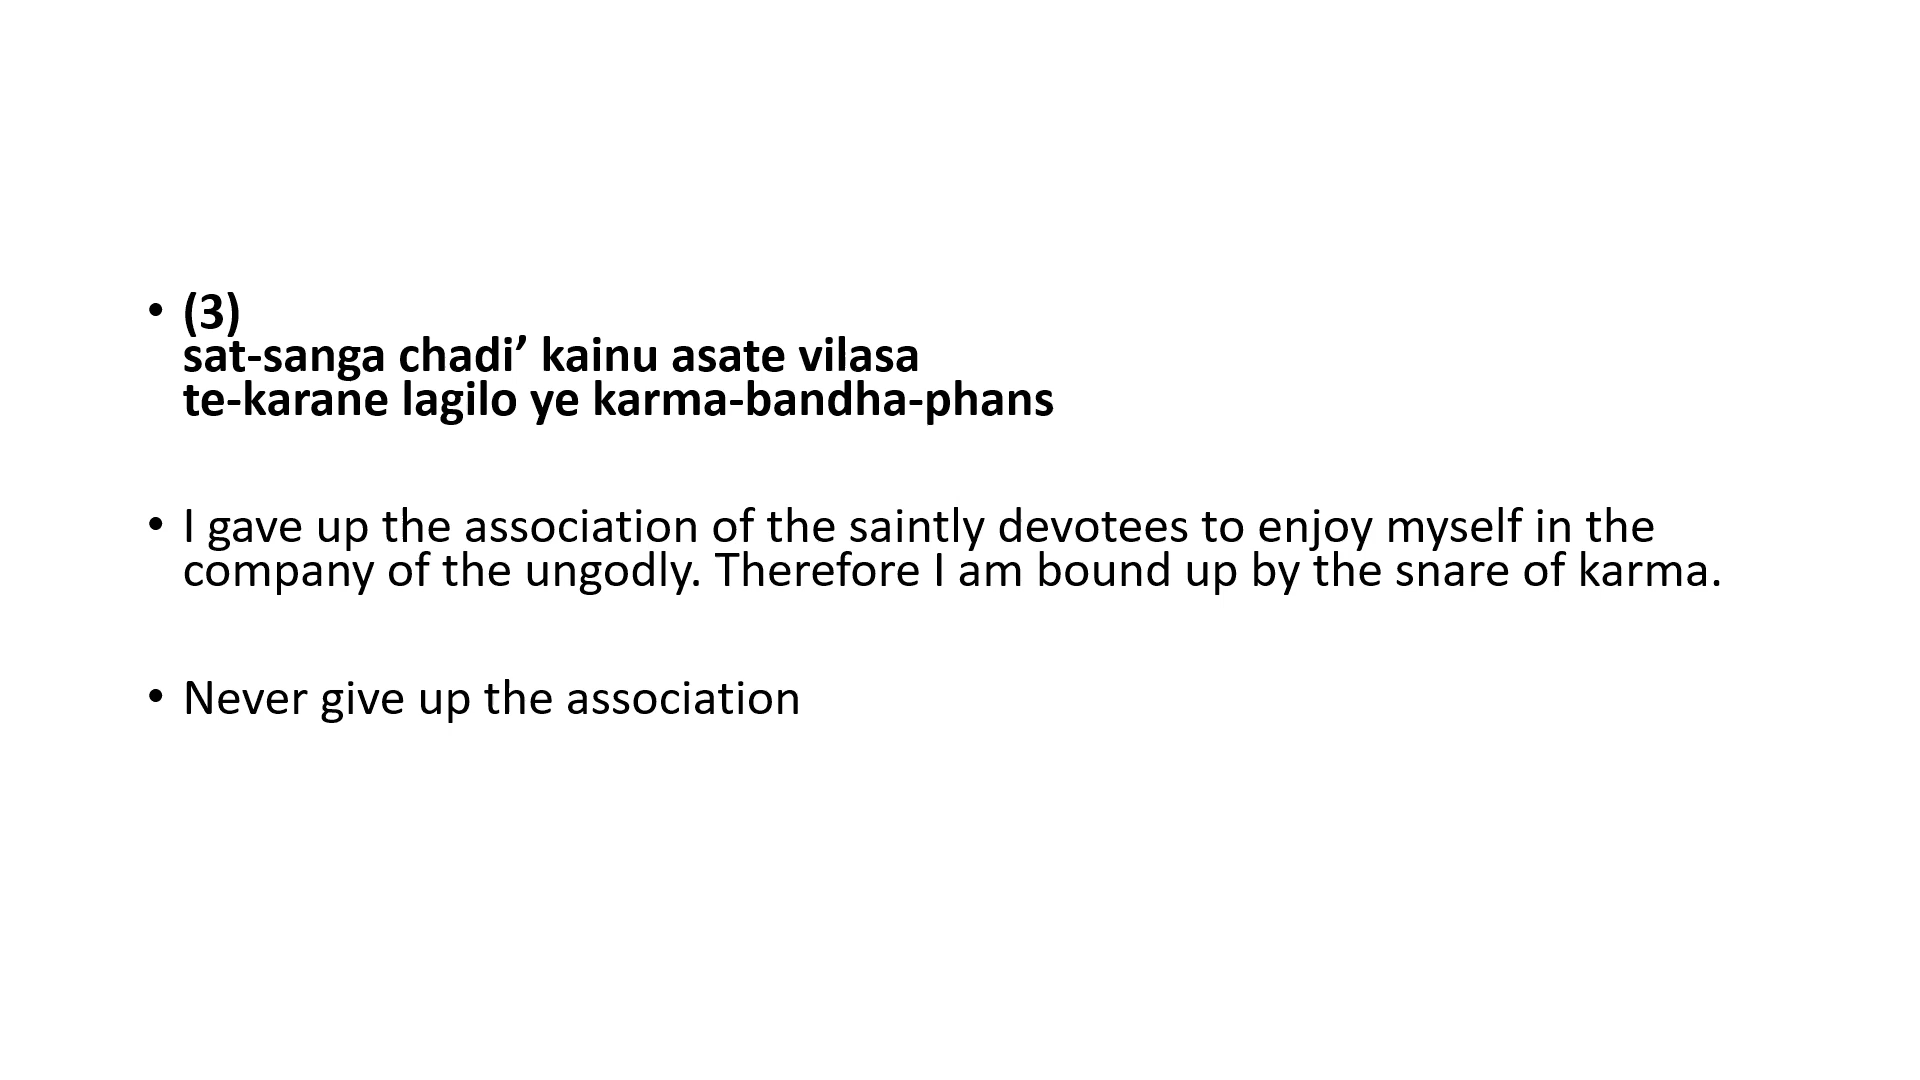 • (3)
sat-sanga chadi’ kainu asate vilasa
te-karane lagilo ye karma-bandha-phans
• I gave up the association of the saintly devotees to enjoy myself in the
company of the ungodly. Therefore I am bound up by the snare of karma.
• Never give up the association